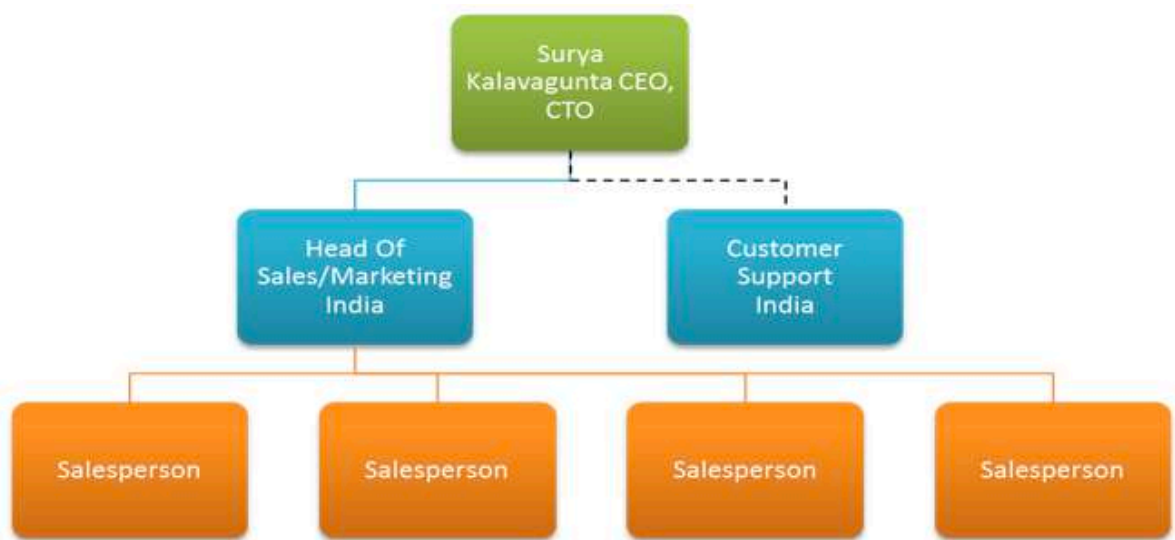 Surya
Kalavagunta CEO,
CTO
Head Of
Sales/Marketing
India
Customer
Support
India
Salesperson
Salesperson
Salesperson
Salesperson